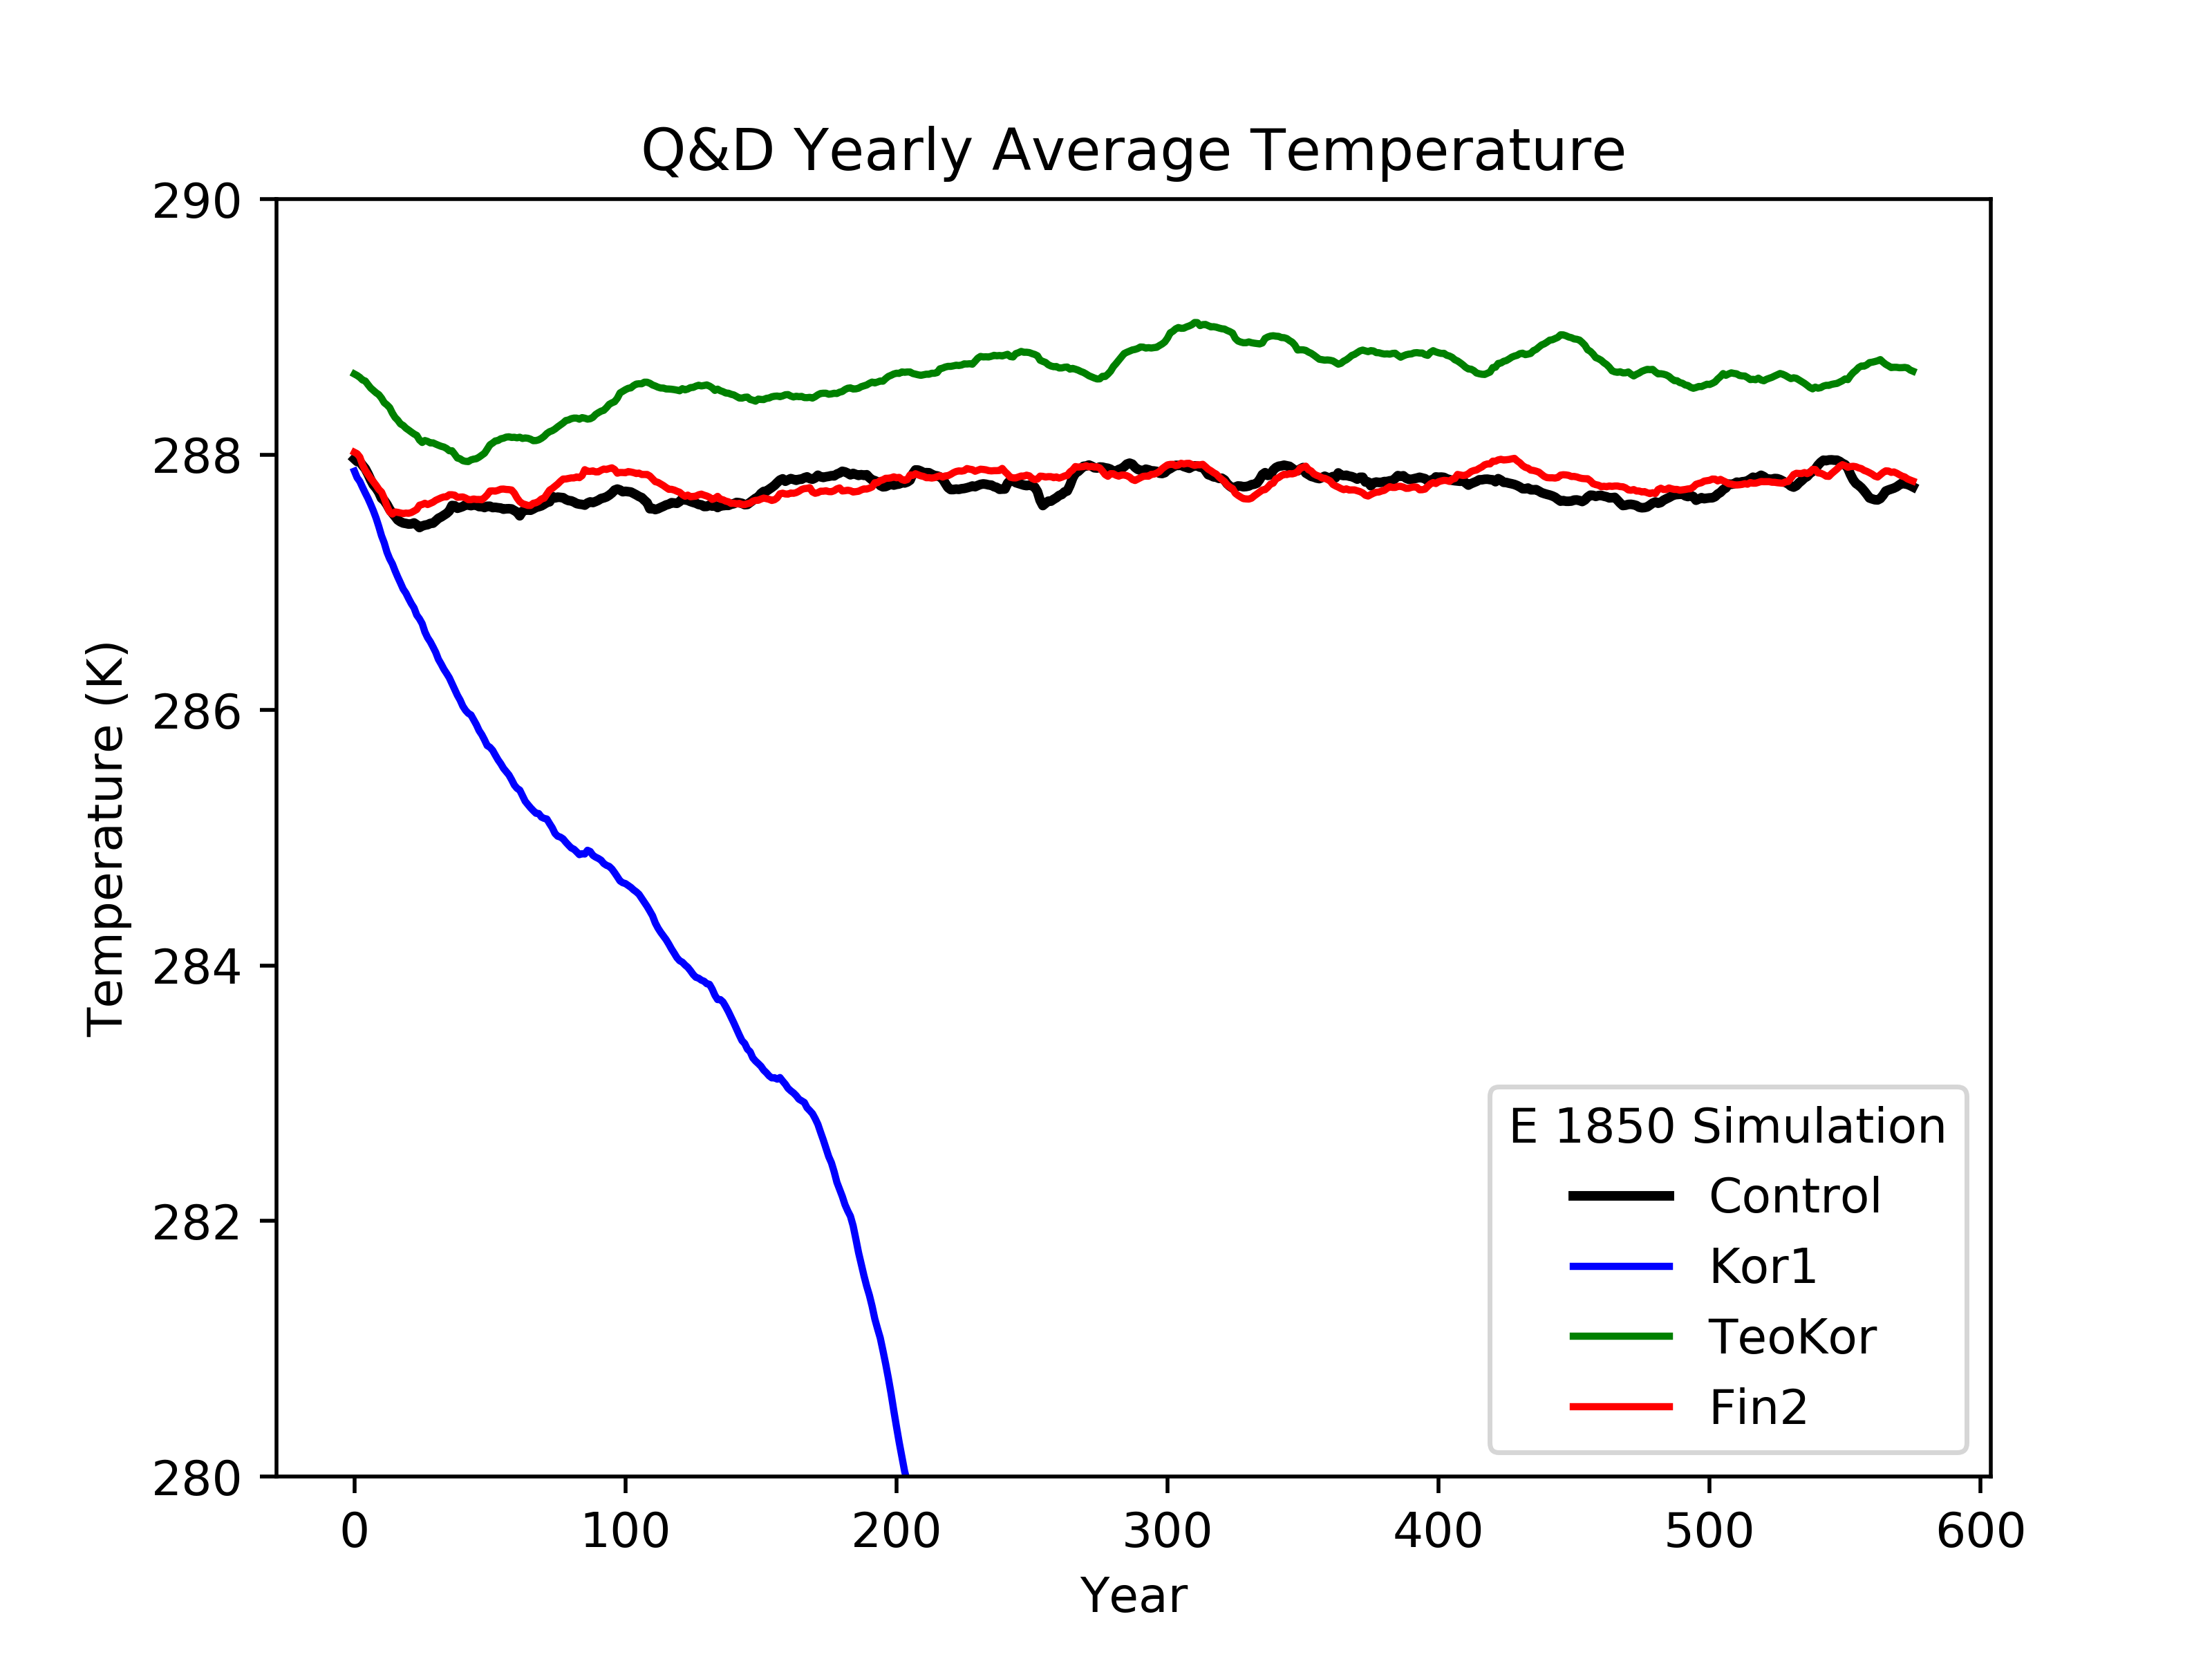 Q&D Yearly Average Temperature
290
288
286
284
282
280
Temperature (K)
0 100 200 300 400 500 600
Year
E 1850 Simulation
Control
Kor1
TeoKor
Fin2